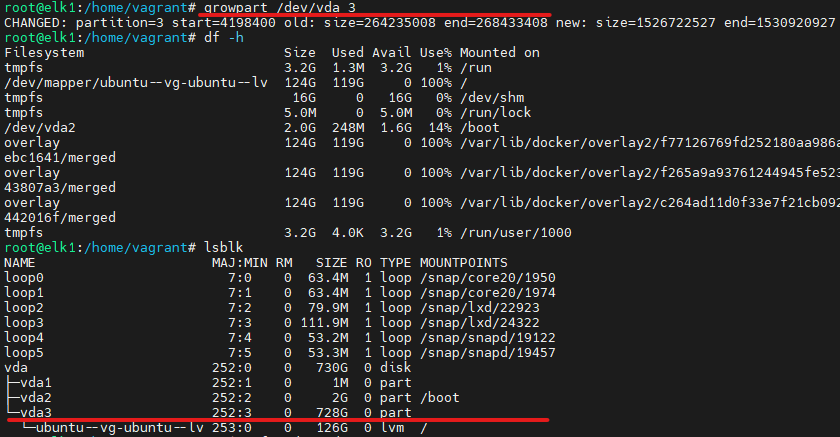 root@elk1:/home/vagrant# growpart /dev/vda 3
CHANGED: partition=3 start=4198400 old: size=264235008 end=268433408 new: size=1526722527 end=1530920927
root@elk1:/home/vagrant# df -h
Filesystem                         Size  Used Avail Use% Mounted on
tmpfs                              3.2G  1.3M  3.2G   1% /run
/dev/mapper/ubuntu--vg-ubuntu--lv  124G  119G     0 100% /
tmpfs                               16G     0   16G   0% /dev/shm
tmpfs                              5.0M     0  5.0M   0% /run/lock
/dev/vda2                          2.0G  248M  1.6G  14% /boot
overlay                            124G  119G     0 100% /var/lib/docker/overlay2/f77126769fd252180aa986a
ebc1641/merged
overlay                            124G  119G     0 100% /var/lib/docker/overlay2/f265a9a93761244945fe523
43807a3/merged
overlay                            124G  119G     0 100% /var/lib/docker/overlay2/c264ad11d0f33e7f21cb092
442016f/merged
tmpfs                              3.2G  4.0K  3.2G   1% /run/user/1000
root@elk1:/home/vagrant# lsblk
NAME                      MAJ:MIN RM   SIZE RO TYPE MOUNTPOINTS
loop0                       7:0    0  63.4M  1 loop /snap/core20/1950
loop1                       7:1    0  63.4M  1 loop /snap/core20/1974
loop2                       7:2    0  79.9M  1 loop /snap/lxd/22923
loop3                       7:3    0 111.9M  1 loop /snap/lxd/24322
loop4                       7:4    0  53.2M  1 loop /snap/snapd/19122
loop5                       7:5    0  53.3M  1 loop /snap/snapd/19457
vda                       252:0    0   730G  0 disk
├─vda1                    252:1    0     1M  0 part
├─vda2                    252:2    0     2G  0 part /boot
└─vda3                    252:3    0   728G  0 part
  └─ubuntu--vg-ubuntu--lv 253:0    0   126G  0 lvm  /